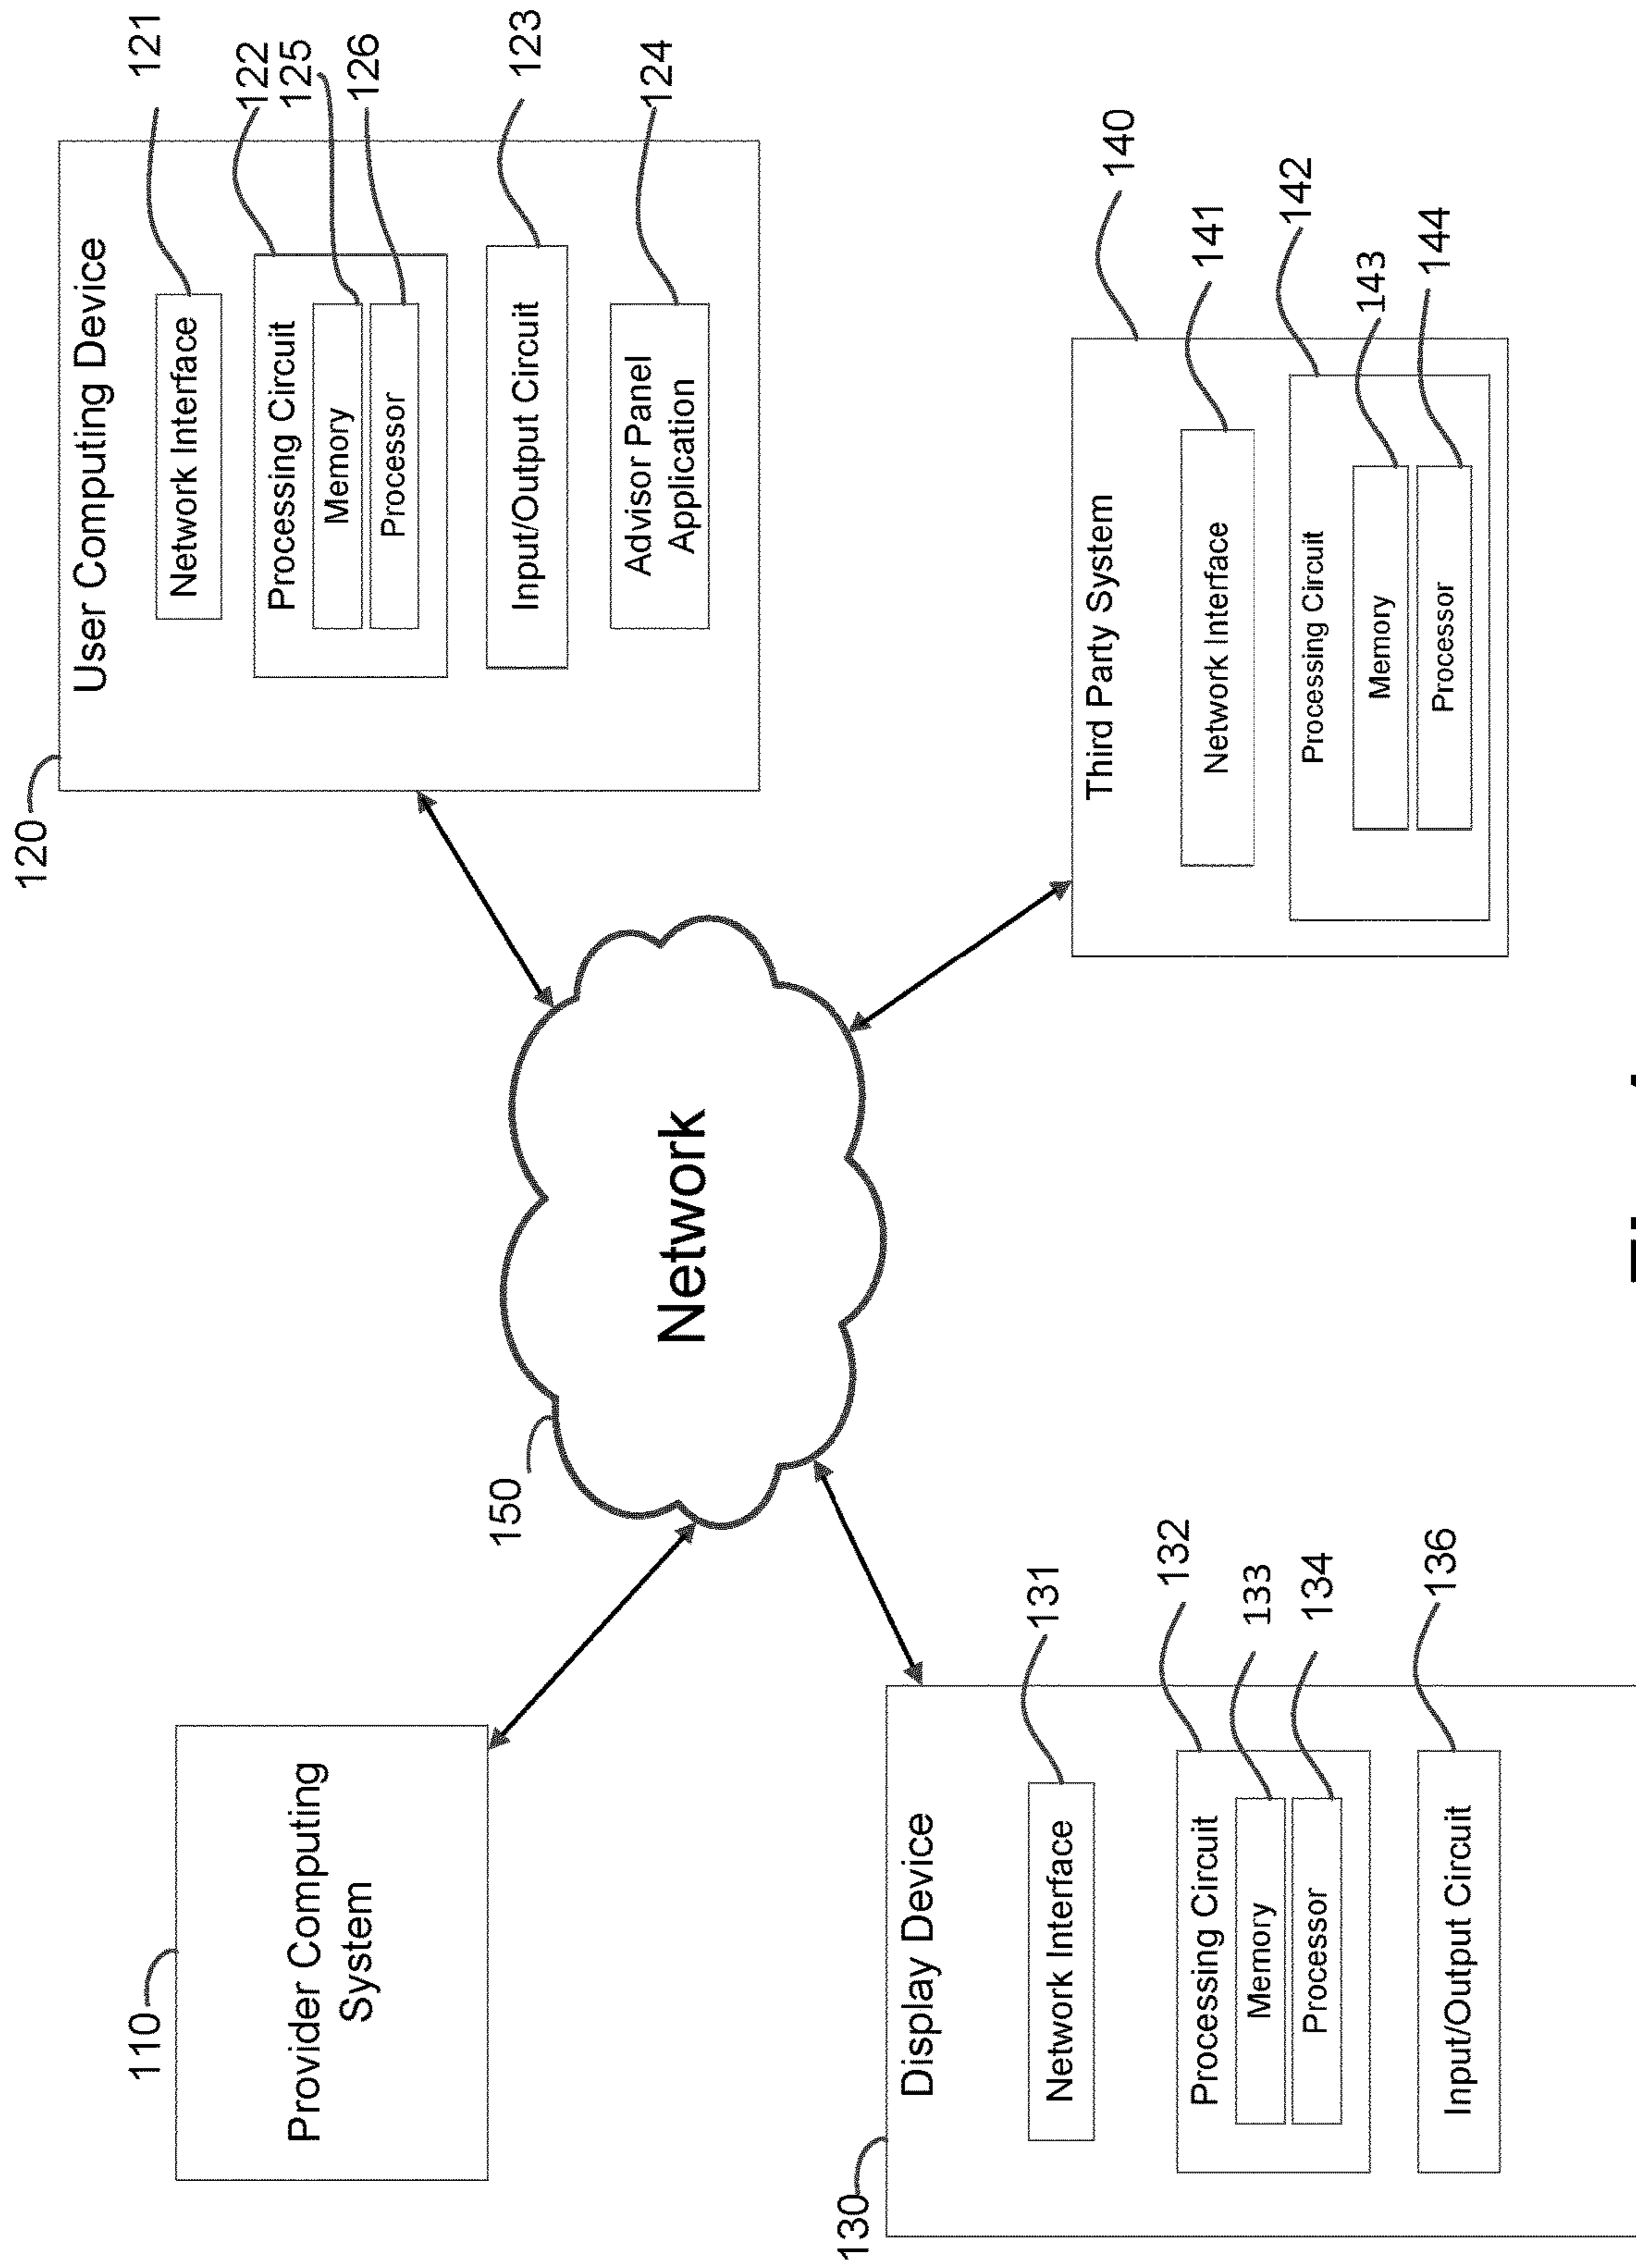 110
Provider Computing
System
120
User Computing Device
Network Interface
121
Processing Circuit
122
Memory
125
Processor
126
Input/Output Circuit
123
Advisor Panel
Application
124
150
Network
130
Display Device
Network Interface
131
Processing Circuit
132
Memory
133
Processor
134
Input/Output Circuit
136
Third Party System
140
Network Interface
141
Processing Circuit
142
Memory
143
Processor
144